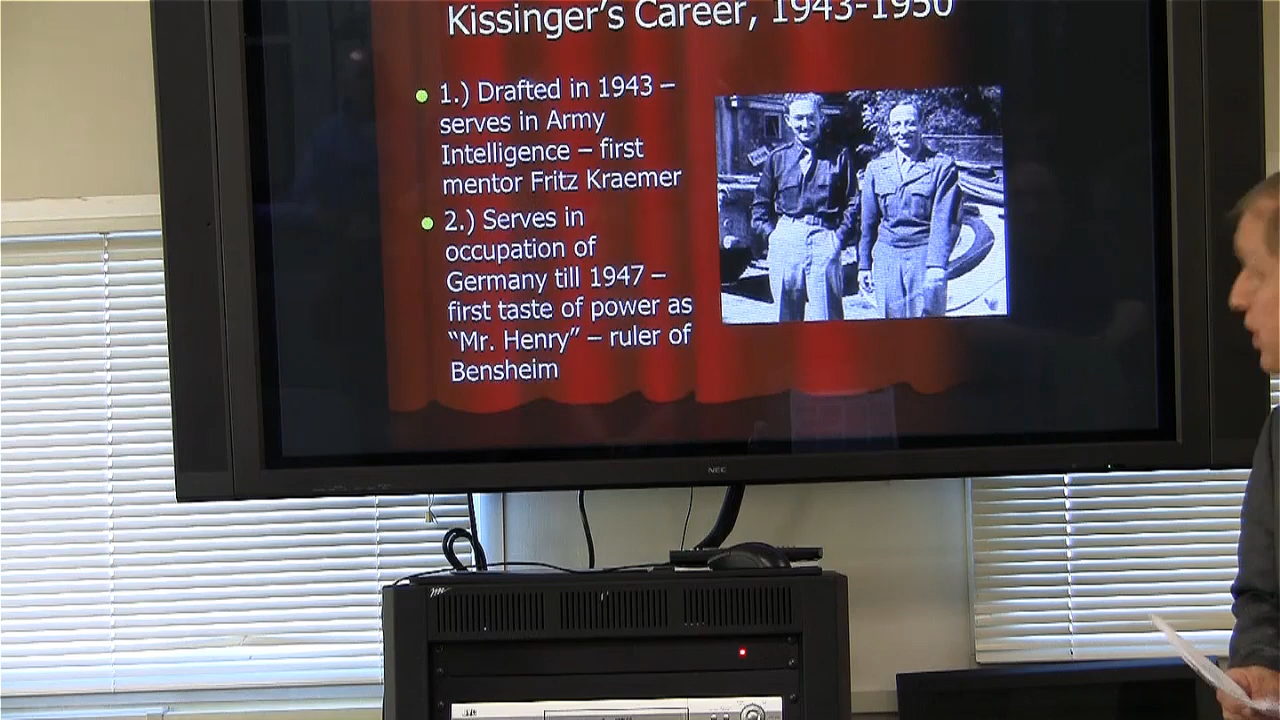 Kissinger's Career, 1943-1950
1.) Drafted in 1943 –
serves in Army
Intelligence – first
mentor Fritz Kraemer
2.) Serves in
occupation of
Germany till 1947 –
first taste of power as
“Mr. Henry” – ruler of
Bensheim
NEC